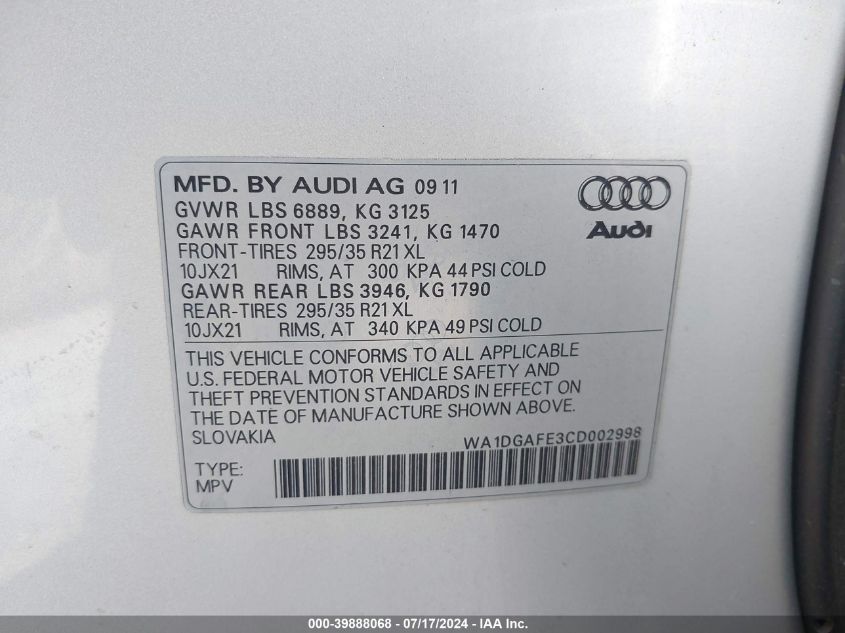 MFD. BY AUDI AG 09 11
GVWR LBS 6889, KG 3125
GAWR FRONT LBS 3241, KG 1470
FRONT-TIRES 295/35 R21 XL
10JX21 RIMS, AT 300 KPA 44 PSI COLD
GAWR REAR LBS 3946, KG 1790
REAR-TIRES 295/35 R21 XL
10JX21 RIMS, AT 340 KPA 49 PSI COLD
Audi
THIS VEHICLE CONFORMS TO ALL APPLICABLE
U.S. FEDERAL MOTOR VEHICLE SAFETY AND
THEFT PREVENTION STANDARDS IN EFFECT ON
THE DATE OF MANUFACTURE SHOWN ABOVE.
SLOVAKIA WA1DGAFE3CD002998
TYPE:
MPV
000-39888068 - 07/17/2024 - IAA Inc.